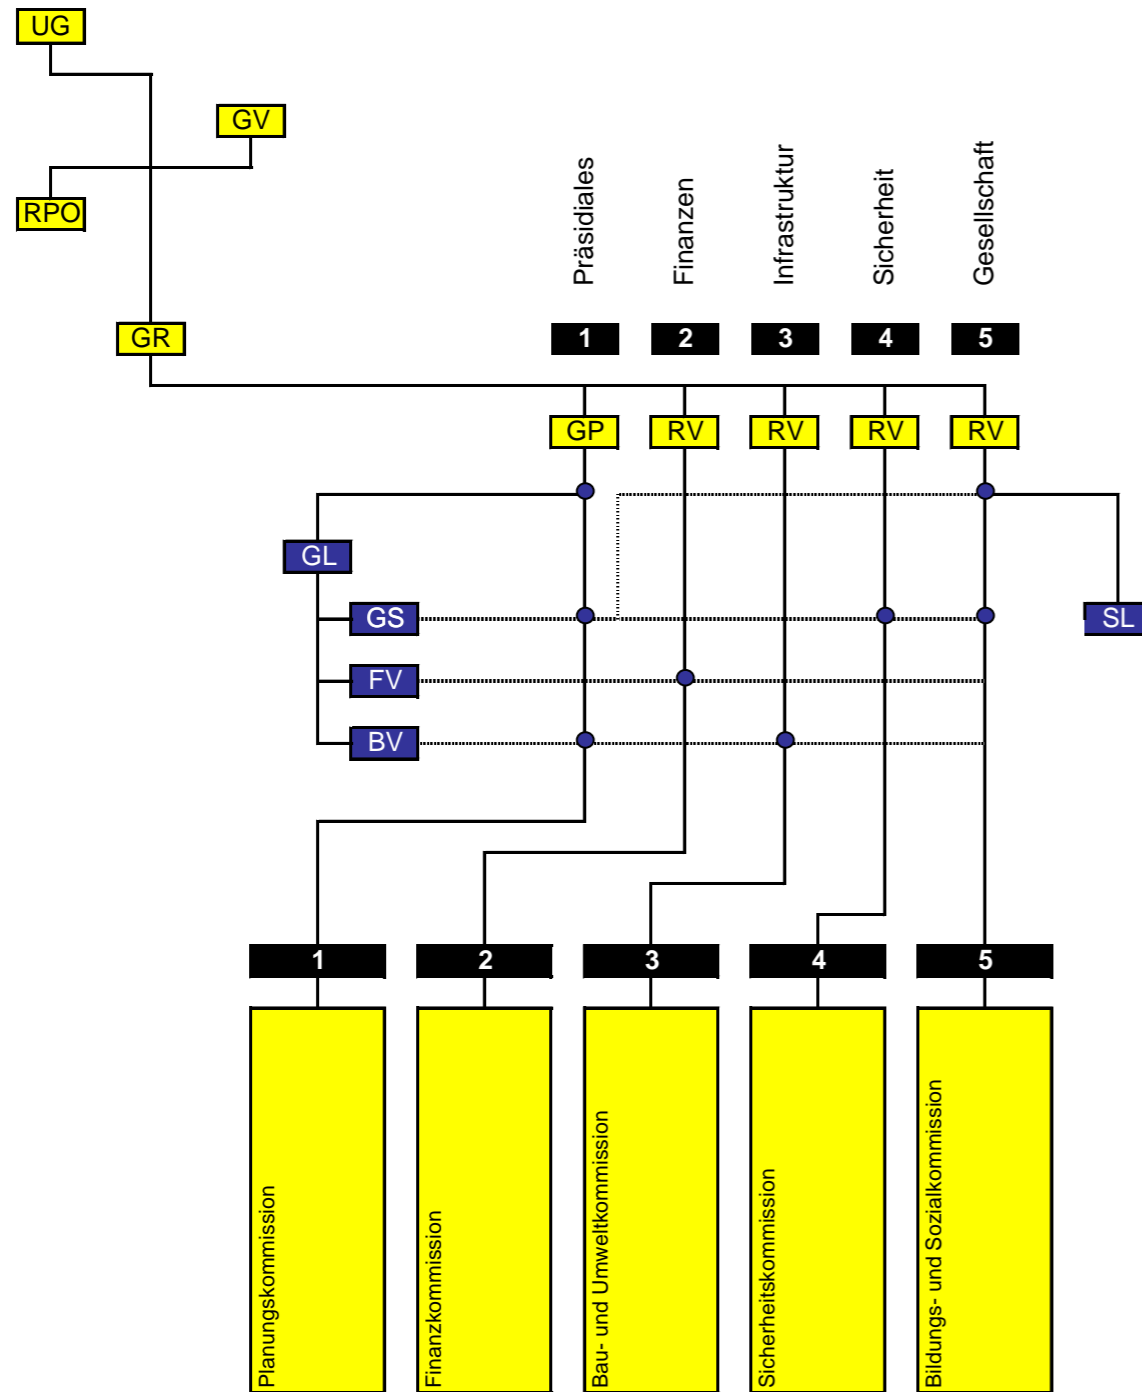 UG
GV
RPO
Präsidiales
Finanzen
Infrastruktur
Sicherheit
Gesellschaft
GR
1
2
3
4
5
GP
RV
RV
RV
RV
GL
GS
SL
FV
BV
1
2
3
4
5
Planungskommission
Finanzkommission
Bau- und Umweltkommission
Sicherheitskommission
Bildungs- und Sozialkommission